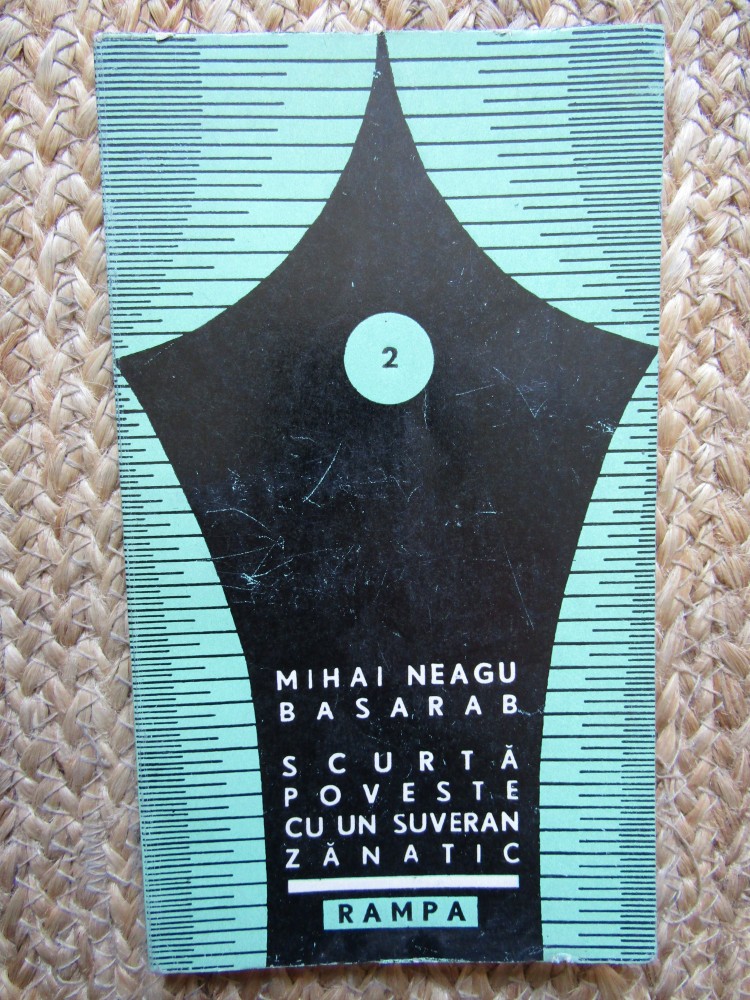 2
MIHAI NEAGU
BASARAB
SCURTĂ
POVESTE
CU UN SUVERAN
ZĂNATIC
RAMPA